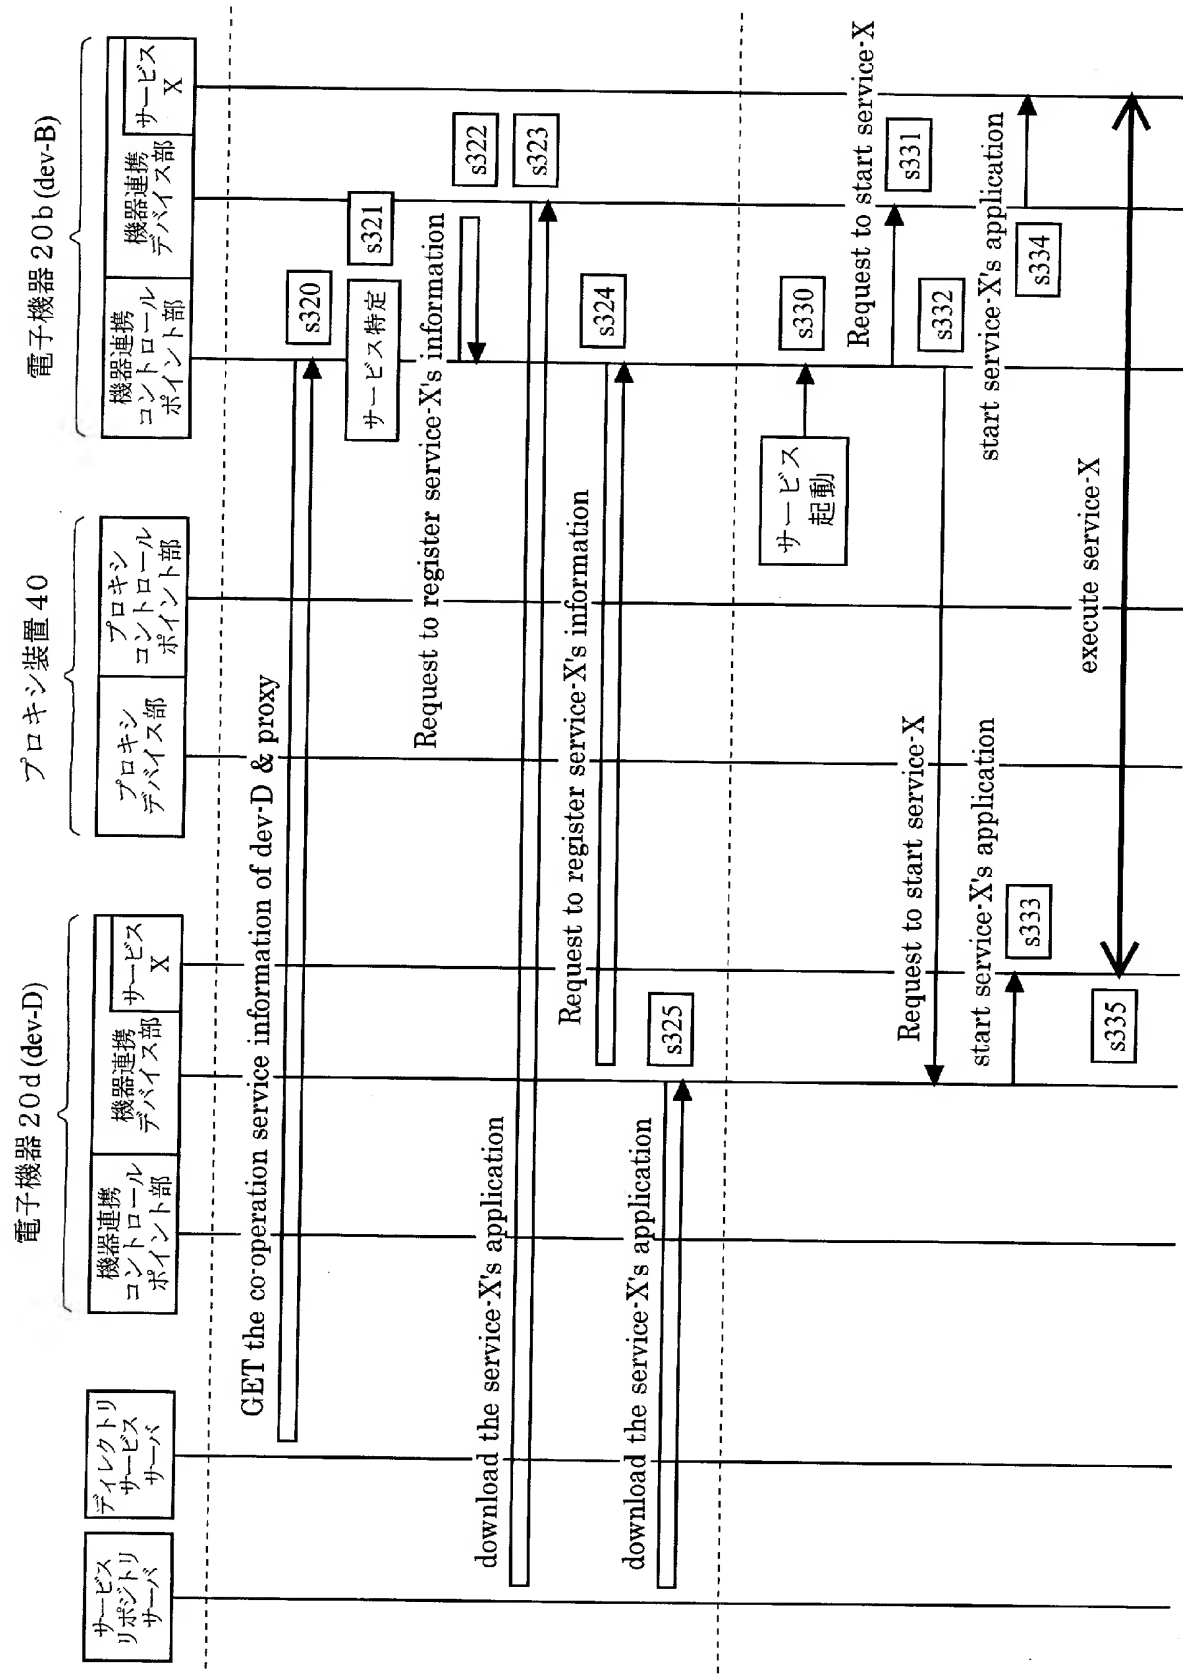 電子機器20d(dev-D)
プロキシ装置40
電子機器20b(dev-B)
サービス
リポジトリ
サーバ
ディレクトリ
サービス
サーバ
機器連携
コントロール
ポイント部
機器連携
デバイス部
サービス
X
プロキシ
デバイス部
プロキシ
コントロール
ポイント部
機器連携
コントロール
ポイント部
機器連携
デバイス部
サービス
X
GET the co-operation service information of dev-D & proxy
s320
サービス特定
s321
Request to register service-X's information
s322
download the service-X's application
s323
Request to register service-X's information
s324
download the service-X's application
s325
サービス
起動
s330
Request to start service-X
s331
Request to start service-X
s332
start service-X's application
s333
start service-X's application
s334
execute service-X
s335